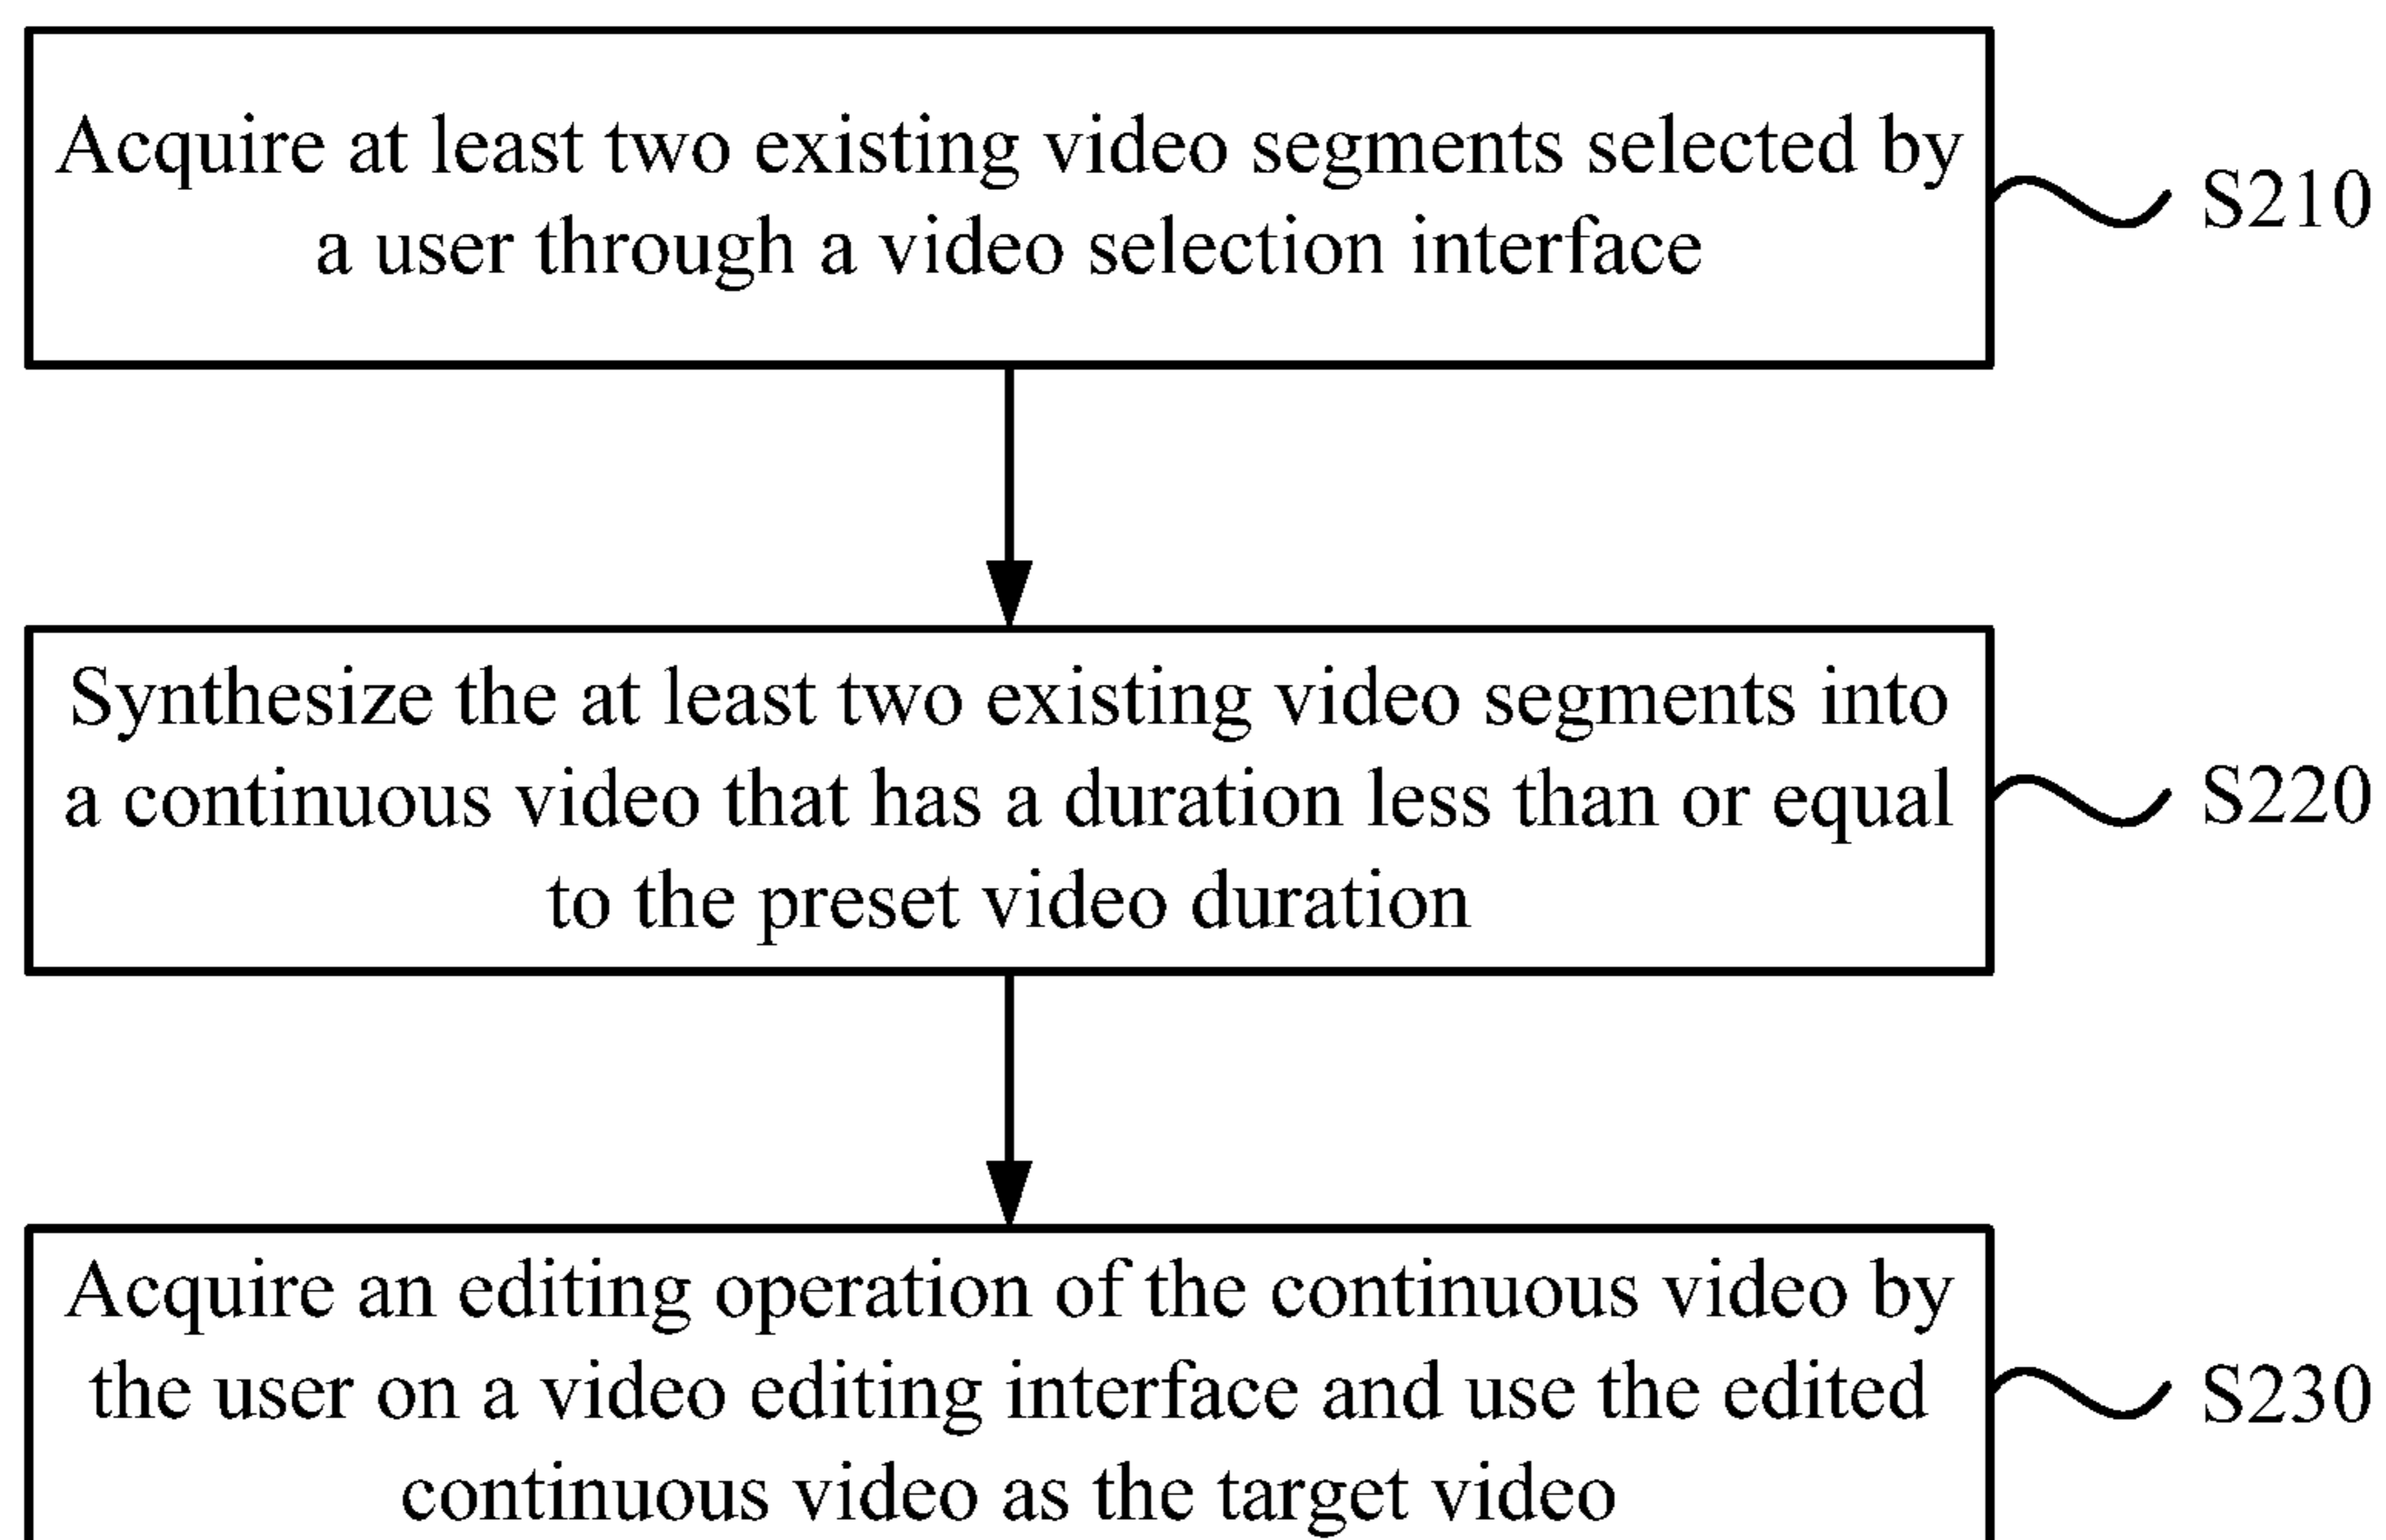 Acquire at least two existing video segments selected by
a user through a video selection interface
S210
Synthesize the at least two existing video segments into
a continuous video that has a duration less than or equal
to the preset video duration
S220
Acquire an editing operation of the continuous video by
the user on a video editing interface and use the edited
continuous video as the target video
S230